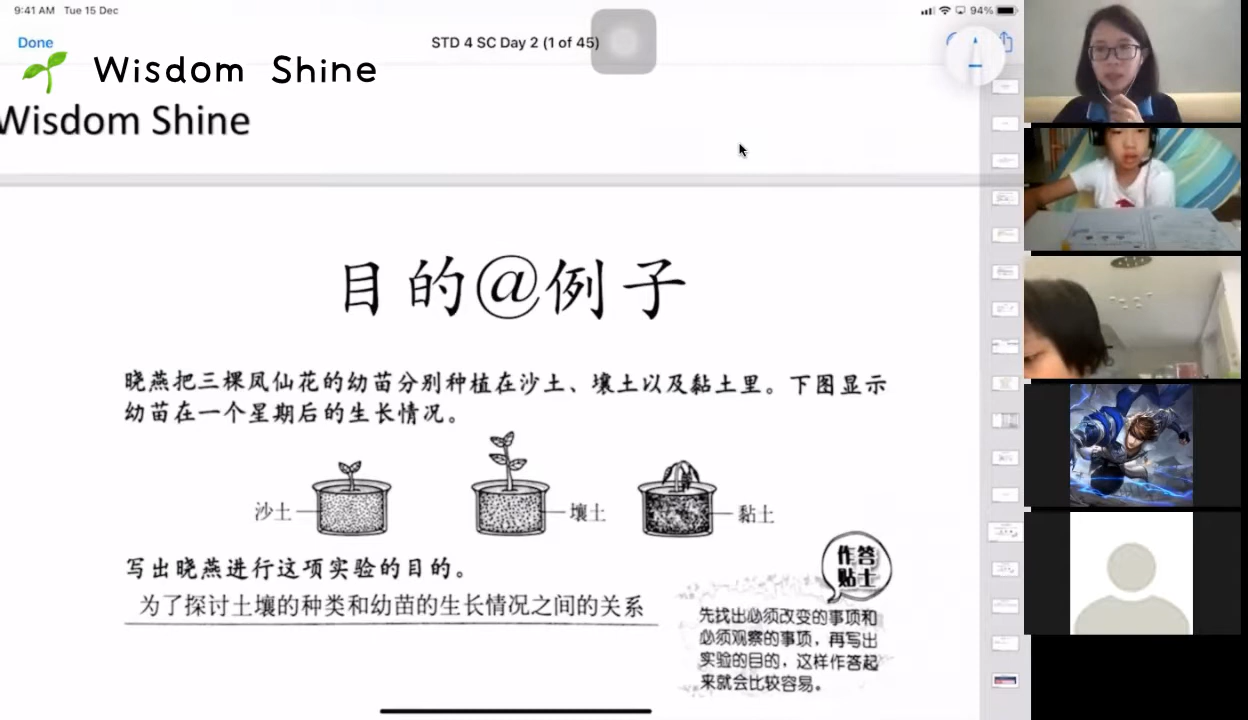 9:41 AM Tue 15 Dec
94%
Done
STD 4 SC Day 2 (1 of 45)
Wisdom Shine
Wisdom Shine
目的@例子
晓燕把三棵凤仙花的幼苗分别种植在沙土、壤土以及黏土里。下图显示
幼苗在一个星期后的生长情况。
沙土
壤土
黏土
写出晓燕进行这项实验的目的。
为了探讨土壤的种类和幼苗的生长情况之间的关系
作答
贴士
先找出必须改变的事项和
必须观察的事项，再写出
实验的目的，这样作答起
来就会比较容易。